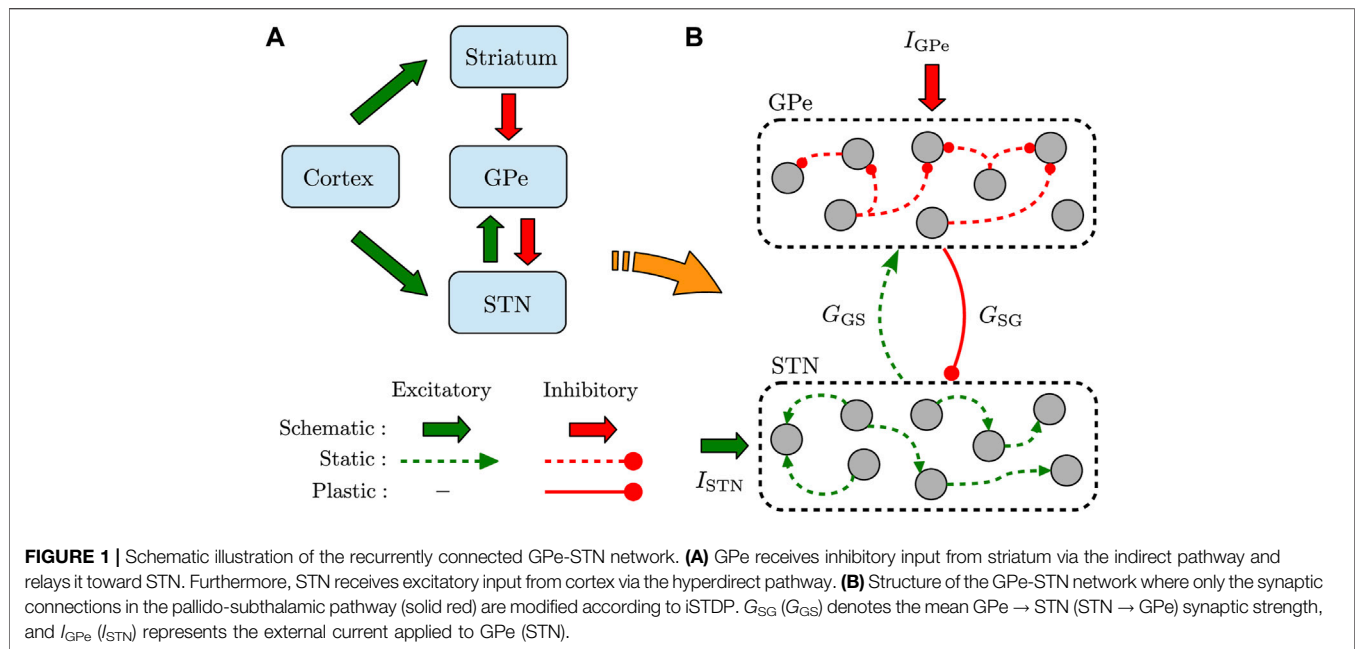 A
Striatum
Cortex
GPe
STN
B
I_GPe
GPe
G_GS
G_SG
STN
I_STN
Excitatory Inhibitory
Schematic :
Static :
Plastic : –
FIGURE 1 | Schematic illustration of the recurrently connected GPe-STN network. (A) GPe receives inhibitory input from striatum via the indirect pathway and
relays it toward STN. Furthermore, STN receives excitatory input from cortex via the hyperdirect pathway. (B) Structure of the GPe-STN network where only the synaptic
connections in the pallido-subthalamic pathway (solid red) are modified according to iSTDP. G_SG (G_GS) denotes the mean GPe → STN (STN → GPe) synaptic strength,
and I_GPe (I_STN) represents the external current applied to GPe (STN).